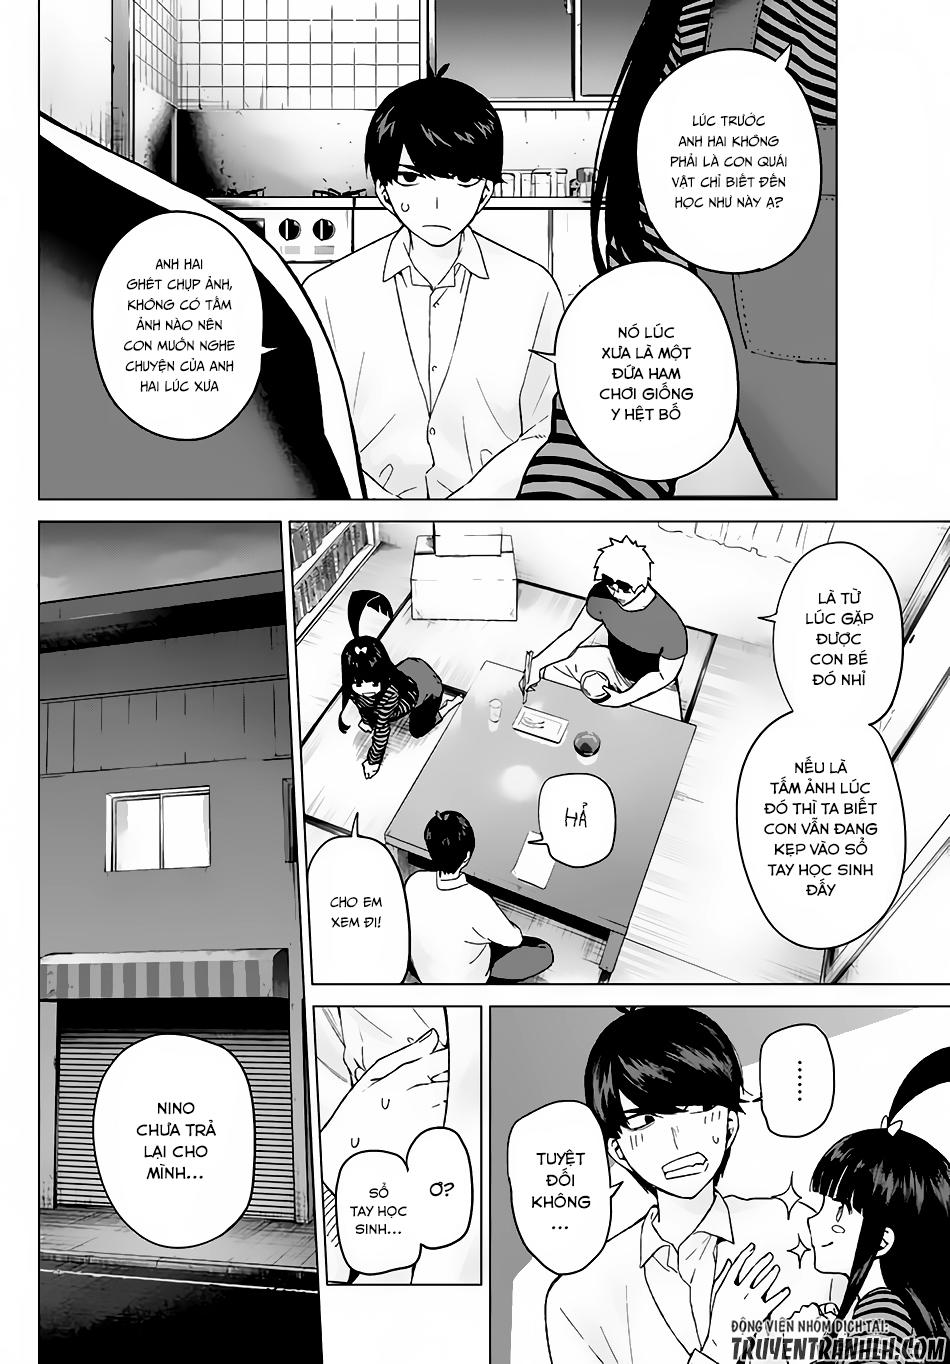 LÚC TRƯỚC
ANH HAI KHÔNG
PHẢI LÀ CON QUÁI
VẬT CHỈ BIẾT ĐẾN
HỌC NHƯ NÀY Ạ?
NÓ LÚC
XƯA LÀ MỘT
ĐỨA HAM
CHƠI GIỐNG
Y HỆT BỐ
ANH HAI
GHÉT CHỤP ẢNH,
KHÔNG CÓ TẤM
ẢNH NÀO NÊN
CON MUỐN NGHE
CHUYỆN CỦA ANH
HAI LÚC XƯA
LÀ TỪ
LÚC GẶP
ĐƯỢC
CON BÉ
ĐÓ NHỈ
NẾU LÀ
TẤM ẢNH LÚC
ĐÓ THÌ TA BIẾT
CON VẪN ĐANG
KẸP VÀO SỔ
TAY HỌC SINH
ĐẤY
HẢ
CHO EM
XEM ĐI!
.......
TUYỆT
ĐỐI
KHÔNG
...
Ơ?
SỔ
TAY HỌC
SINH...
NINO
CHƯA TRẢ
LẠI CHO
MÌNH...
ĐỘNG VIÊN NHÓM DỊCH TẠI:
TRUYENTRANHLH.COM